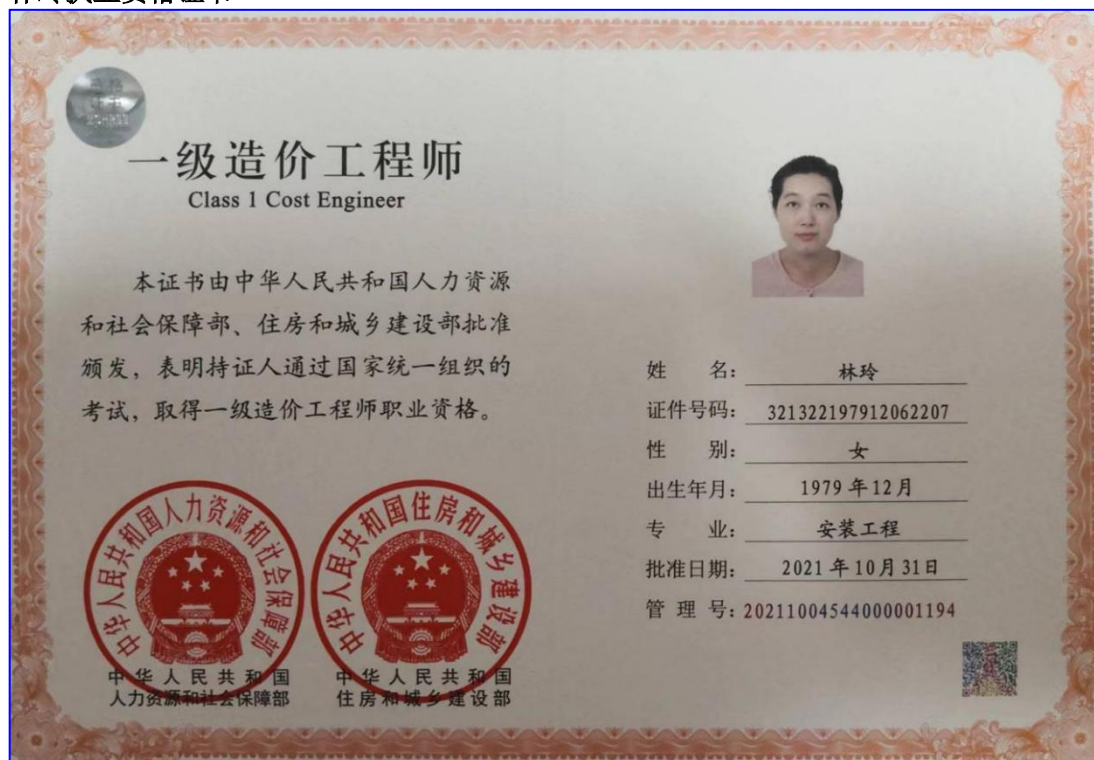 一级造价工程师
Class 1 Cost Engineer
本证书由中华人民共和国人力资源
和社会保障部、住房和城乡建设部批准
颁发，表明持证人通过国家统一组织的
考试，取得一级造价工程师职业资格。
中华人民共和国人力资源和社会保障部
中华人民共和国住房和城乡建设部
中华人民共和国
人力资源和社会保障部
中华人民共和国
住房和城乡建设部
姓 名：林玲
证件号码：321322197912062207
性 别：女
出生年月：1979年12月
专 业：安装工程
批准日期：2021年10月31日
管 理 号：20211004544000001194